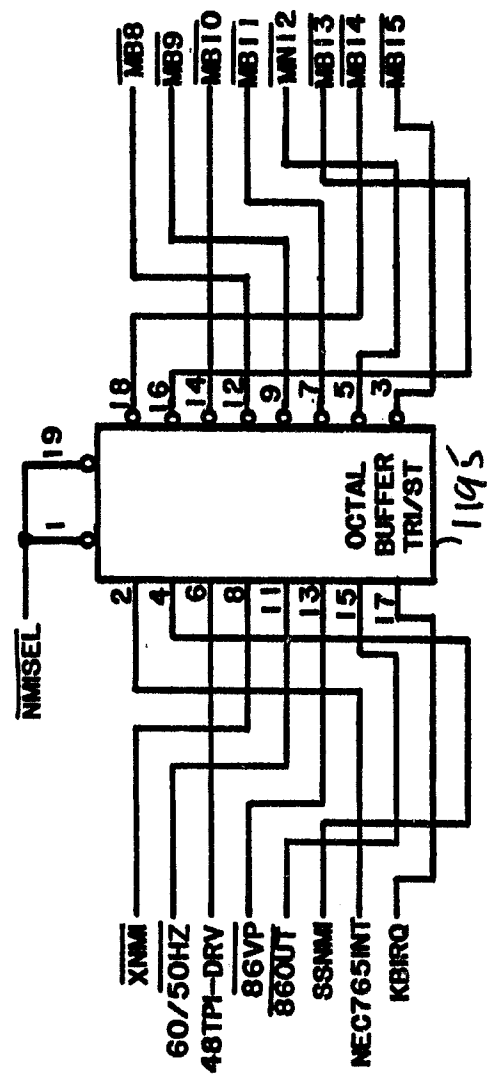 NMISEL
1
19
XNMI
60/50HZ
48TPI-DRV
86VP
86OUT
SSNMI
NEC765INT
KBIRQ
2
4
6
8
11
13
15
17
OCTAL
BUFFER
TRI/ST
1195
18
16
14
12
9
7
5
3
MB8
MB9
MB10
MB11
MN12
MB13
MB14
MB15